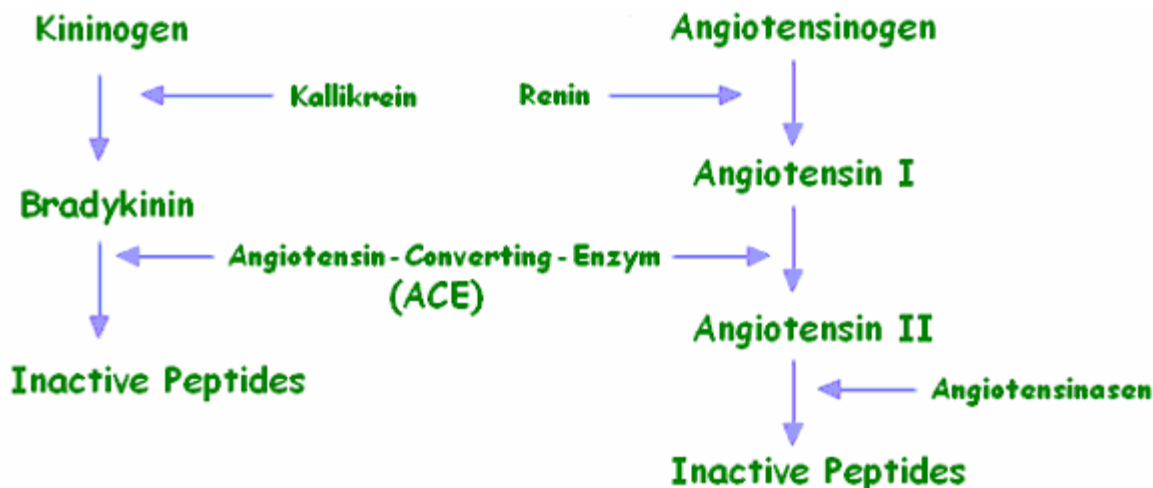 Kininogen
Angiotensinogen
Kallikrein
Renin
Angiotensin I
Bradykinin
Angiotensin - Converting - Enzym
(ACE)
Angiotensin II
Inactive Peptides
Angiotensinasen
Inactive Peptides